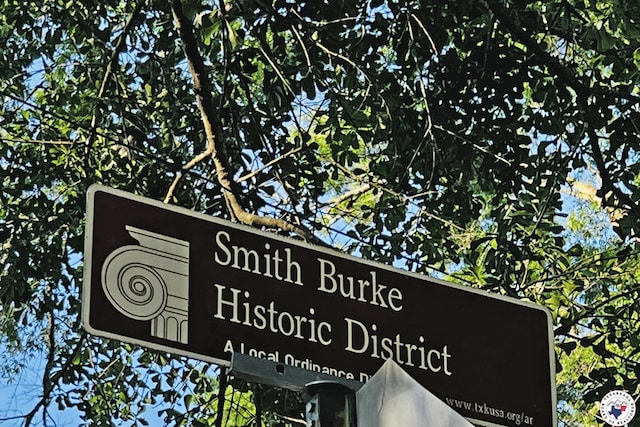 Smith Burke
Historic District
A Local Ordinance
www.txkusa.org/ar